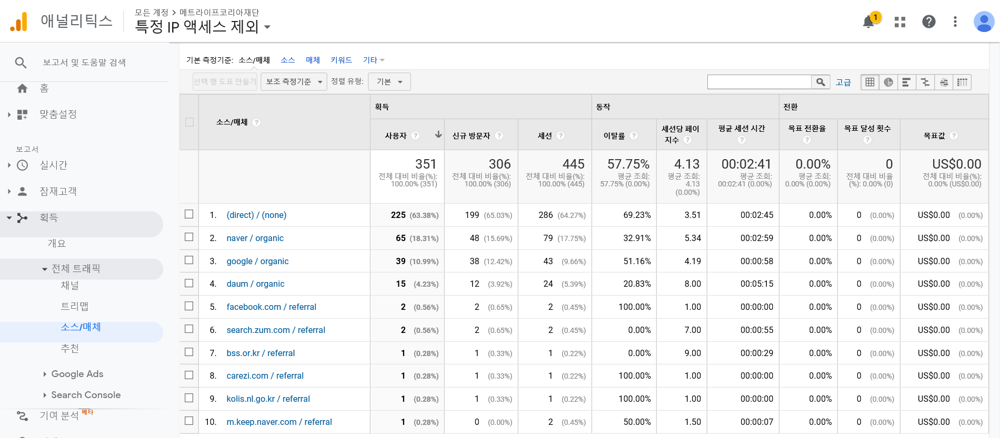 애널리틱스
모든 계정 > 메트라이프코리아재단
특정 IP 액세스 제외
1
보고서 및 도움말 검색
홈
맞춤설정
보고서
실시간
잠재고객
획득
개요
전체 트래픽
채널
트리맵
소스/매체
추천
Google Ads
Search Console
기여 분석 베타
기본 측정기준: 소스/매체 소스 매체 키워드 기타
선택 행 도표 만들기 보조 측정기준 정렬 유형: 기본 고급
소스/매체 ?
획득 동작 전환
사용자 ? 신규 방문자 ? 세션 ? 이탈률 ? 세션당 페이지수 ? 평균 세션 시간 ? 목표 전환율 ? 목표 달성 횟수 ? 목표값 ?
351 306 445 57.75% 4.13 00:02:41 0.00% 0 US$0.00
전체 대비 비율(%): 전체 대비 비율(%): 전체 대비 비율(%): 평균 조회: 평균 조회: 평균 조회: 평균 조회: 전체 대비 비율 전체 대비 비율(%):
100.00% (351) 100.00% (306) 100.00% (445) 57.75% (0.00%) 4.13 00:02:41 (0.00%) 0.00% (0.00%) (%): 0.00% (0) 0.00% (US$0.00)
(0.00%)
1. (direct) / (none) 225 (63.38%) 199 (65.03%) 286 (64.27%) 69.23% 3.51 00:02:45 0.00% 0 (0.00%) US$0.00 (0.00%)
2. naver / organic 65 (18.31%) 48 (15.69%) 79 (17.75%) 32.91% 5.34 00:02:59 0.00% 0 (0.00%) US$0.00 (0.00%)
3. google / organic 39 (10.99%) 38 (12.42%) 43 (9.66%) 51.16% 4.19 00:00:58 0.00% 0 (0.00%) US$0.00 (0.00%)
4. daum / organic 15 (4.23%) 12 (3.92%) 24 (5.39%) 20.83% 8.00 00:05:15 0.00% 0 (0.00%) US$0.00 (0.00%)
5. facebook.com / referral 2 (0.56%) 2 (0.65%) 2 (0.45%) 100.00% 1.00 00:00:00 0.00% 0 (0.00%) US$0.00 (0.00%)
6. search.zum.com / referral 2 (0.56%) 2 (0.65%) 2 (0.45%) 0.00% 7.00 00:00:55 0.00% 0 (0.00%) US$0.00 (0.00%)
7. bss.or.kr / referral 1 (0.28%) 1 (0.33%) 1 (0.22%) 0.00% 9.00 00:00:29 0.00% 0 (0.00%) US$0.00 (0.00%)
8. carezi.com / referral 1 (0.28%) 1 (0.33%) 1 (0.22%) 100.00% 1.00 00:00:00 0.00% 0 (0.00%) US$0.00 (0.00%)
9. kolis.nl.go.kr / referral 1 (0.28%) 1 (0.33%) 1 (0.22%) 100.00% 1.00 00:00:00 0.00% 0 (0.00%) US$0.00 (0.00%)
10. m.keep.naver.com / referral 1 (0.28%) 0 (0.00%) 2 (0.45%) 50.00% 1.50 00:00:07 0.00% 0 (0.00%) US$0.00 (0.00%)